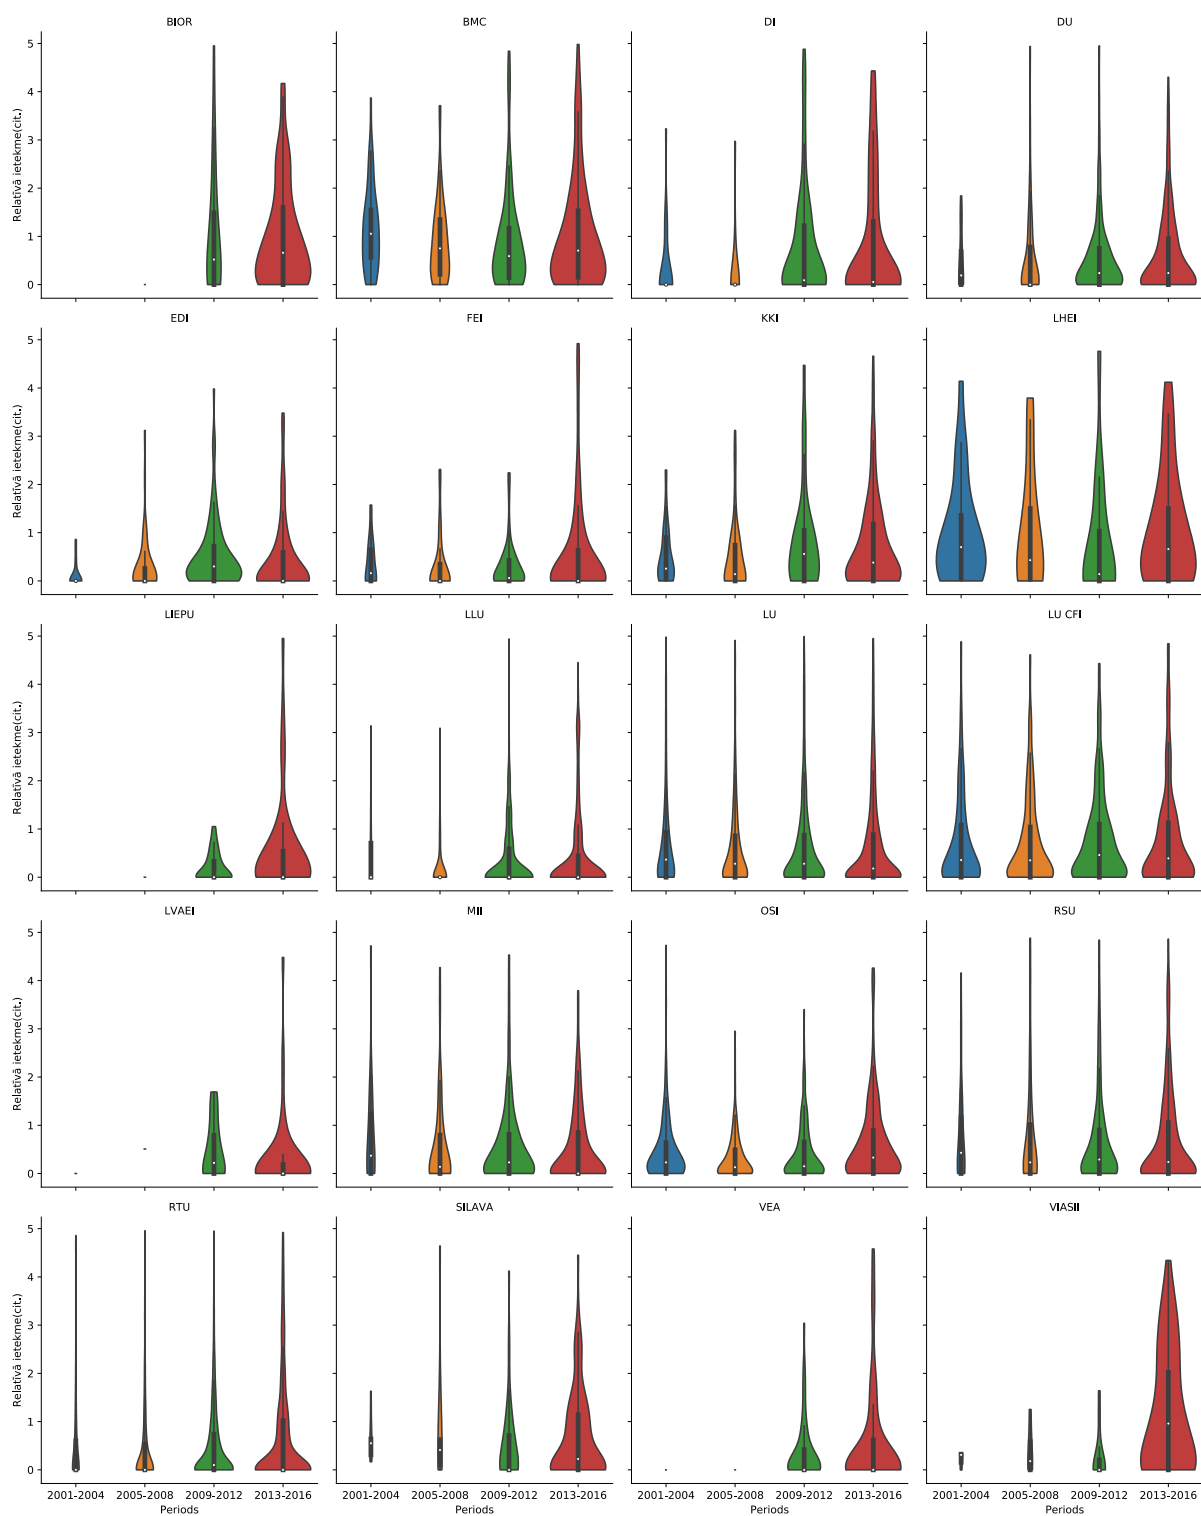 BIOR BMC DI DU
Relatīvā ietekme(cit.)
5
4
3
2
1
0
EDI FEI KKI LHEI
Relatīvā ietekme(cit.)
5
4
3
2
1
0
LIEPU LLU LU LU CFI
Relatīvā ietekme(cit.)
5
4
3
2
1
0
LVAEI MII OSI RSU
Relatīvā ietekme(cit.)
5
4
3
2
1
0
RTU SILAVA VEA VIASII
Relatīvā ietekme(cit.)
5
4
3
2
1
0
2001-2004 2005-2008 2009-2012 2013-2016 2001-2004 2005-2008 2009-2012 2013-2016 2001-2004 2005-2008 2009-2012 2013-2016 2001-2004 2005-2008 2009-2012 2013-2016
Periods Periods Periods Periods